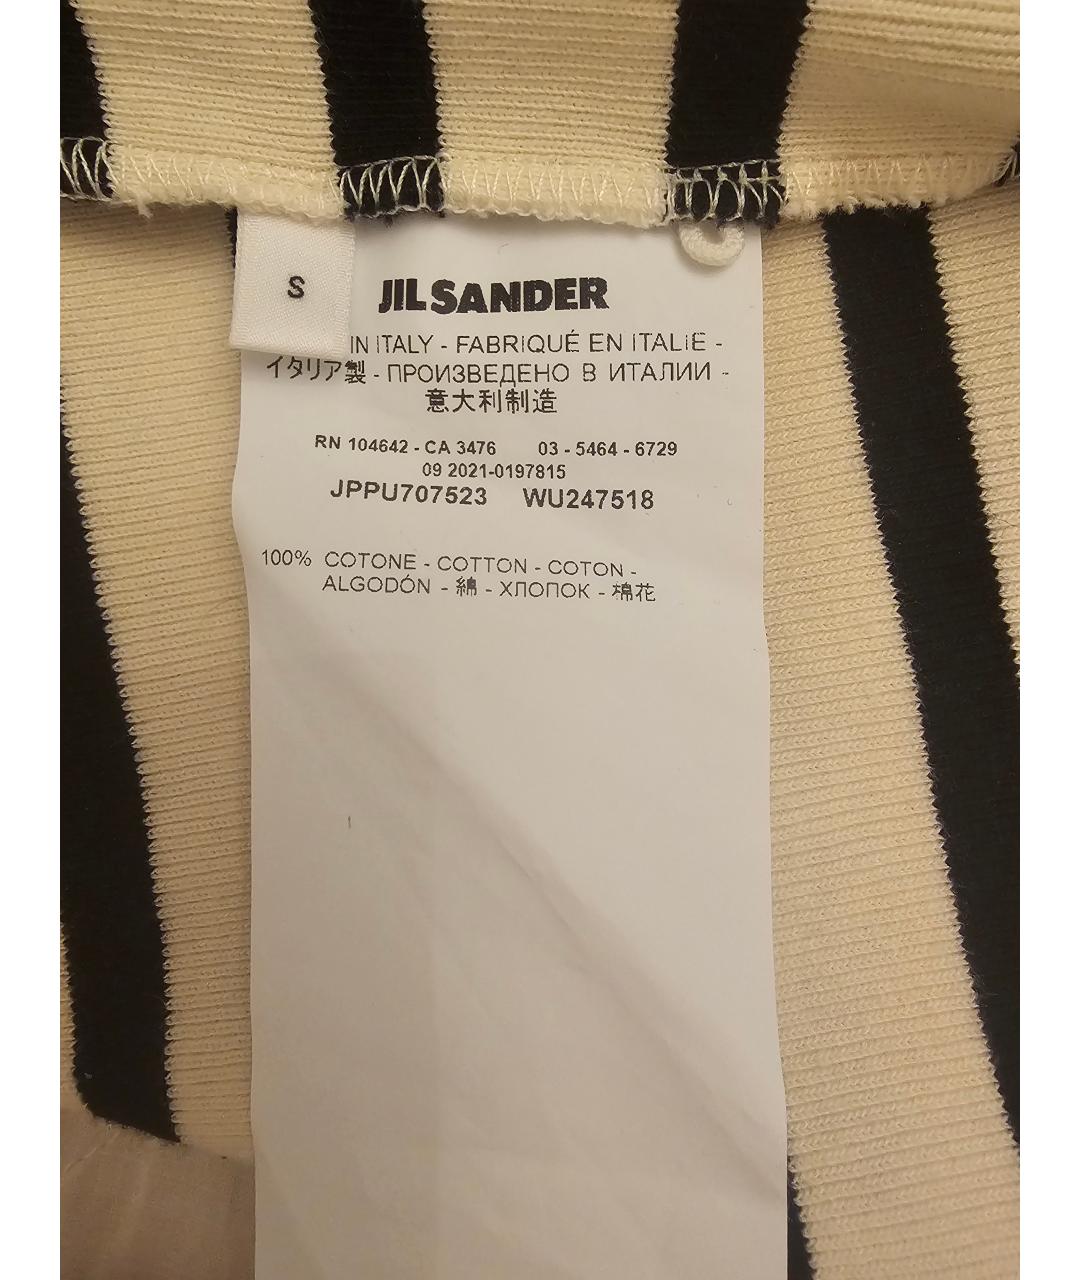 S
JIL SANDER
IN ITALY - FABRIQUÉ EN ITALIE -
イタリア製 - ПРОИЗВЕДЕНО В ИТАЛИИ -
意大利制造
RN 104642 - CA 3476 03 - 5464 - 6729
09 2021-0197815
JPPU707523 WU247518
100% COTONE - COTTON - COTON -
ALGODÓN - 綿 - ХЛОПОК - 棉花